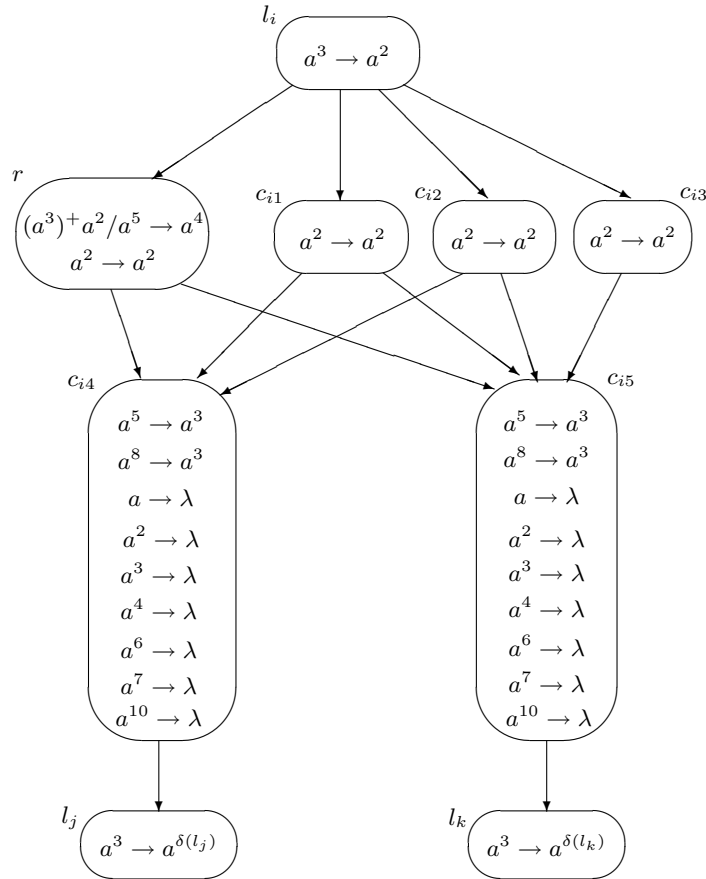 l_i
a^3 → a^2
r
(a^3)^+a^2/a^5 → a^4
a^2 → a^2
c_{i1}
a^2 → a^2
c_{i2}
a^2 → a^2
c_{i3}
a^2 → a^2
c_{i4}
a^5 → a^3
a^8 → a^3
a → λ
a^2 → λ
a^3 → λ
a^4 → λ
a^6 → λ
a^7 → λ
a^{10} → λ
c_{i5}
a^5 → a^3
a^8 → a^3
a → λ
a^2 → λ
a^3 → λ
a^4 → λ
a^6 → λ
a^7 → λ
a^{10} → λ
l_j
a^3 → a^{δ(l_j)}
l_k
a^3 → a^{δ(l_k)}